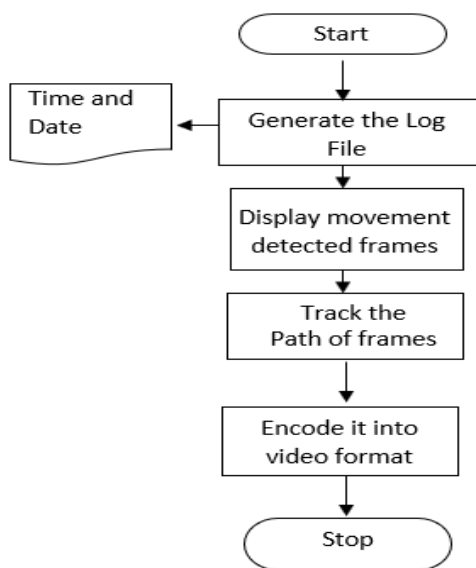 Start
Time and
Date
Generate the Log
File
Display movement
detected frames
Track the
Path of frames
Encode it into
video format
Stop